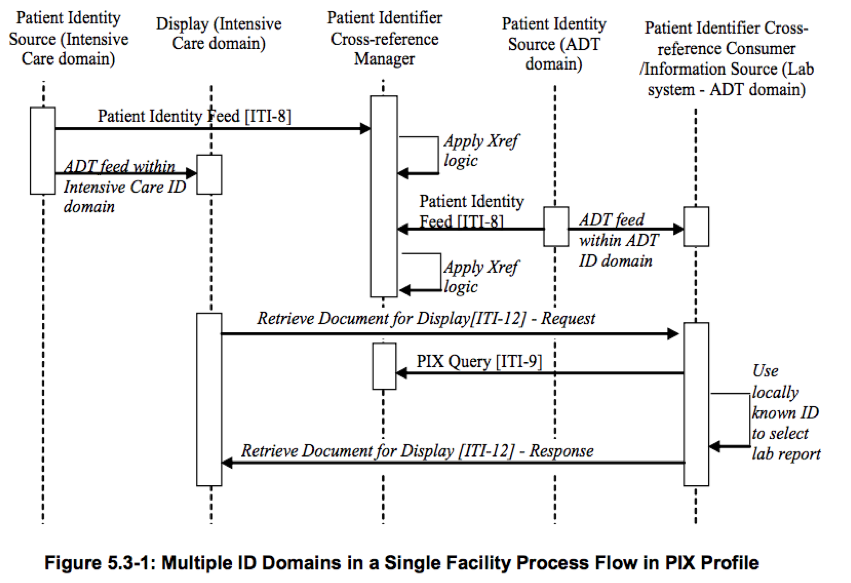 Patient Identity
Source (Intensive
Care domain)
Display (Intensive
Care domain)
Patient Identifier
Cross-reference
Manager
Patient Identity
Source (ADT
domain)
Patient Identifier Cross-
reference Consumer
/Information Source (Lab
system - ADT domain)
Patient Identity Feed [ITI-8]
Apply Xref
logic
ADT feed within
Intensive Care ID
domain
Patient Identity
Feed [ITI-8]
ADT feed
within ADT
ID domain
Apply Xref
logic
Retrieve Document for Display[ITI-12] - Request
PIX Query [ITI-9]
Use
locally
known ID
to select
lab report
Retrieve Document for Display [ITI-12] - Response
Figure 5.3-1: Multiple ID Domains in a Single Facility Process Flow in PIX Profile